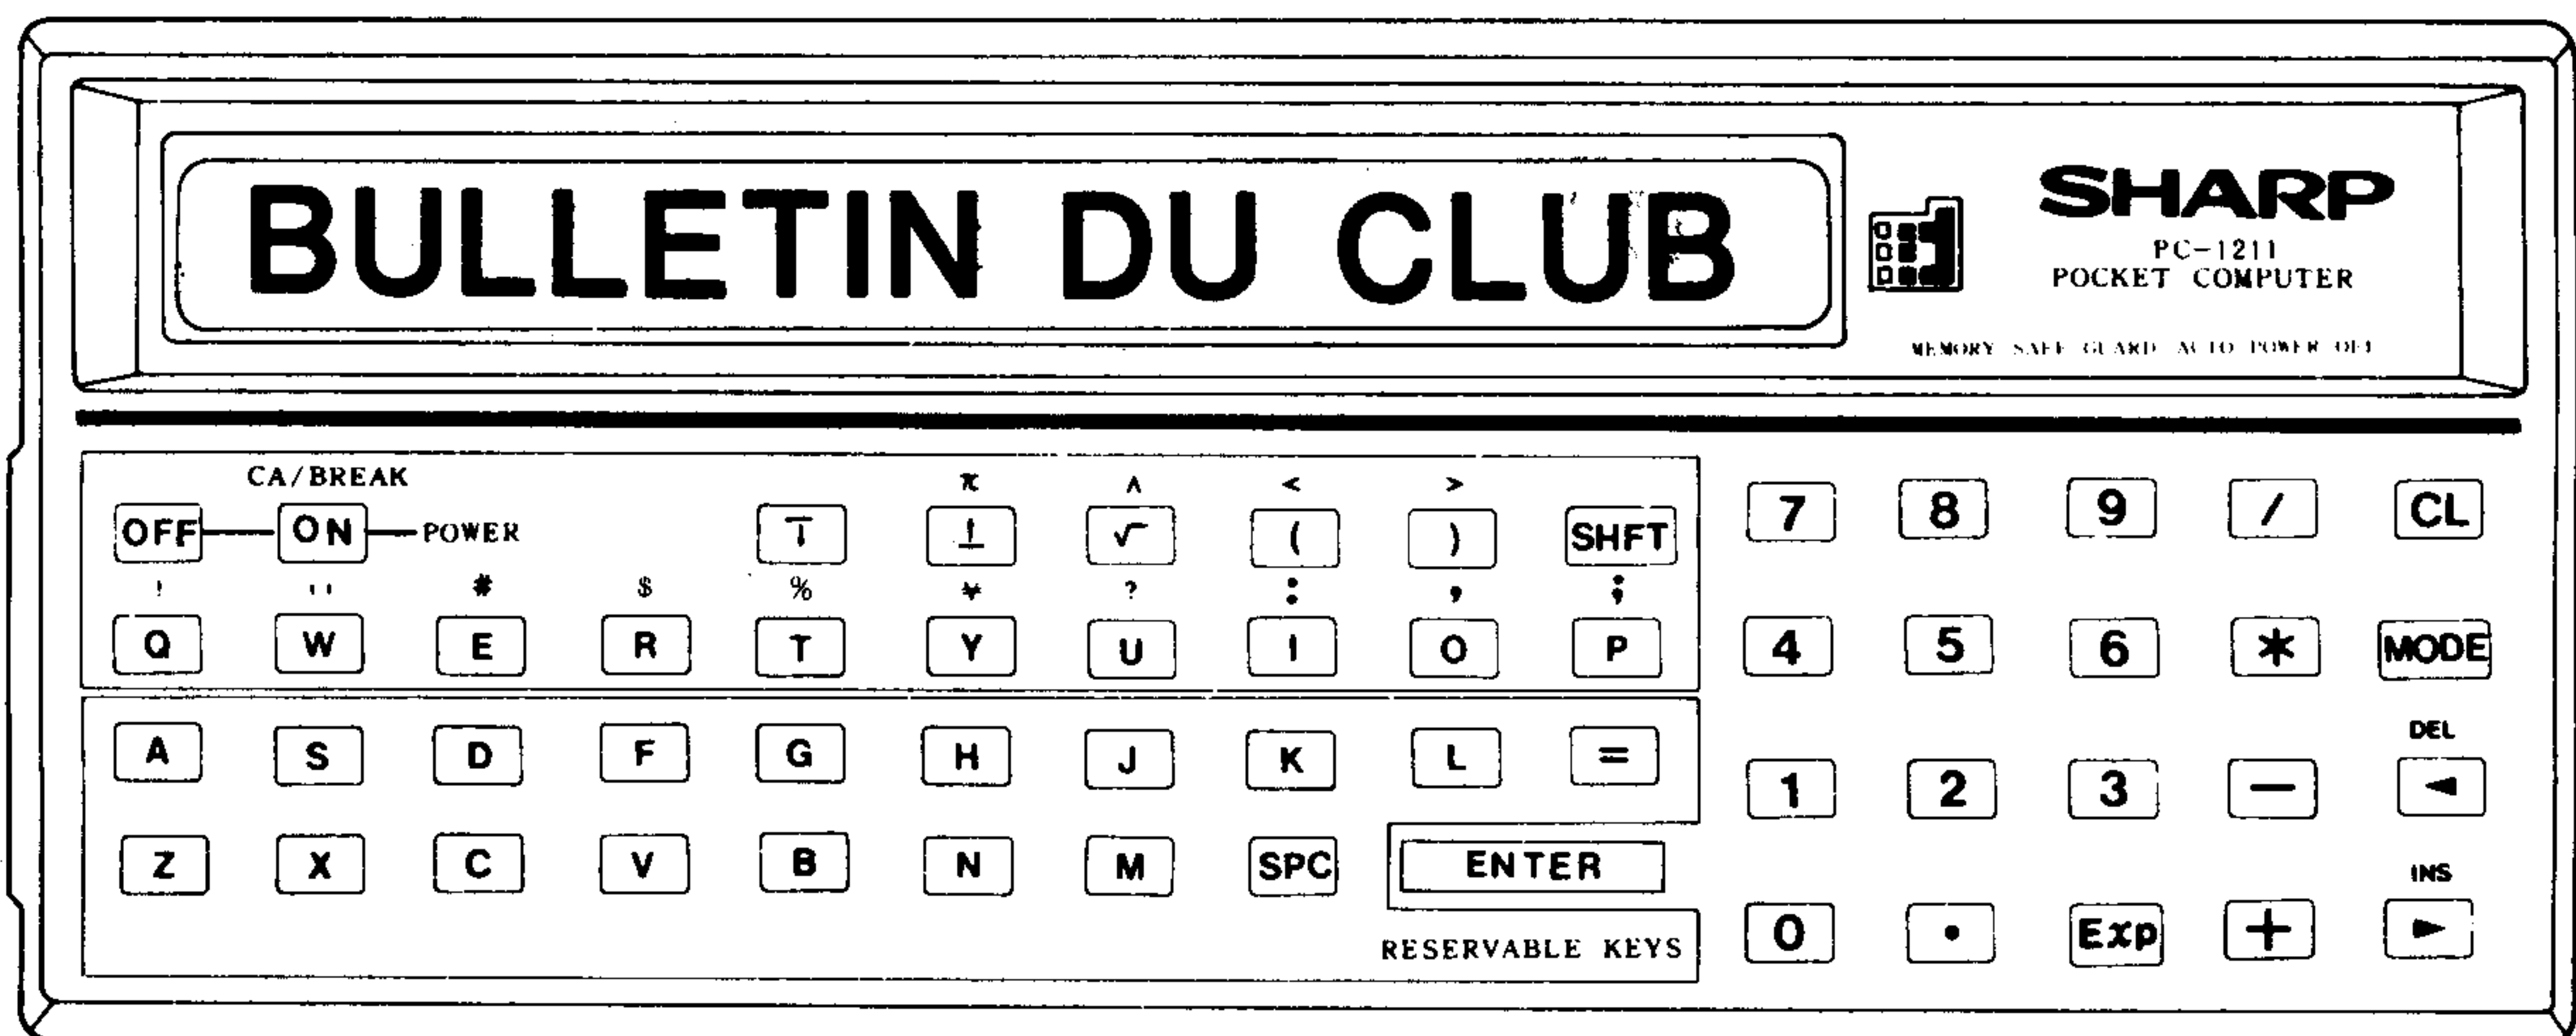 BULLETIN DU CLUB
SHARP
PC-1211
POCKET COMPUTER
MEMORY SAFE GUARD AUTO POWER OFF
CA/BREAK
π ∧ < >
OFF ON POWER
√ ( ) SHFT
7 8 9 / CL
! " # $ % ¥ ? : , ;
Q W E R T Y U I O P
4 5 6 * MODE
A S D F G H J K L =
DEL
1 2 3 − ◄
Z X C V B N M SPC ENTER
INS
0 . Exp + ►
RESERVABLE KEYS